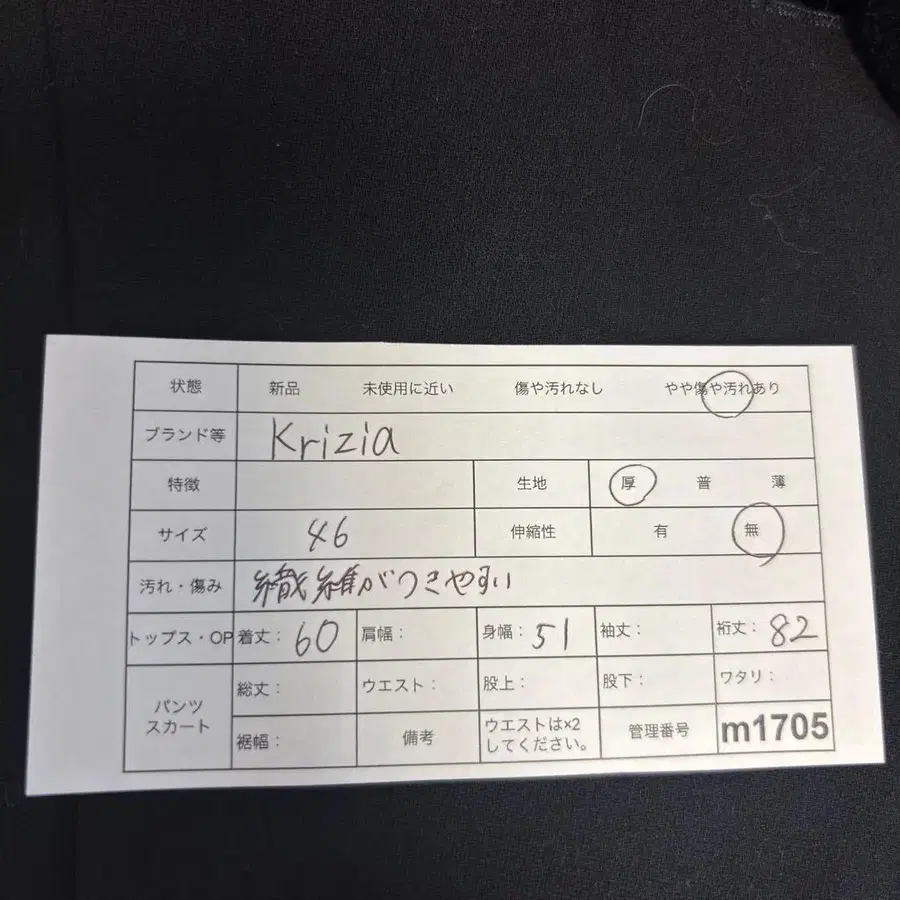 状態 新品 未使用に近い 傷や汚れなし やや傷や汚れあり
ブランド等 Krizia
特徴 生地 厚 普 薄
サイズ 46 伸縮性 有 無
汚れ・傷み 繊維がつきやすい
トップス・OP 着丈: 60 肩幅: 身幅: 51 袖丈: 裄丈: 82
パンツ
スカート
総丈: ウエスト: 股上: 股下: ワタリ:
裾幅: 備考 ウエストは×2
してください。
管理番号 m1705